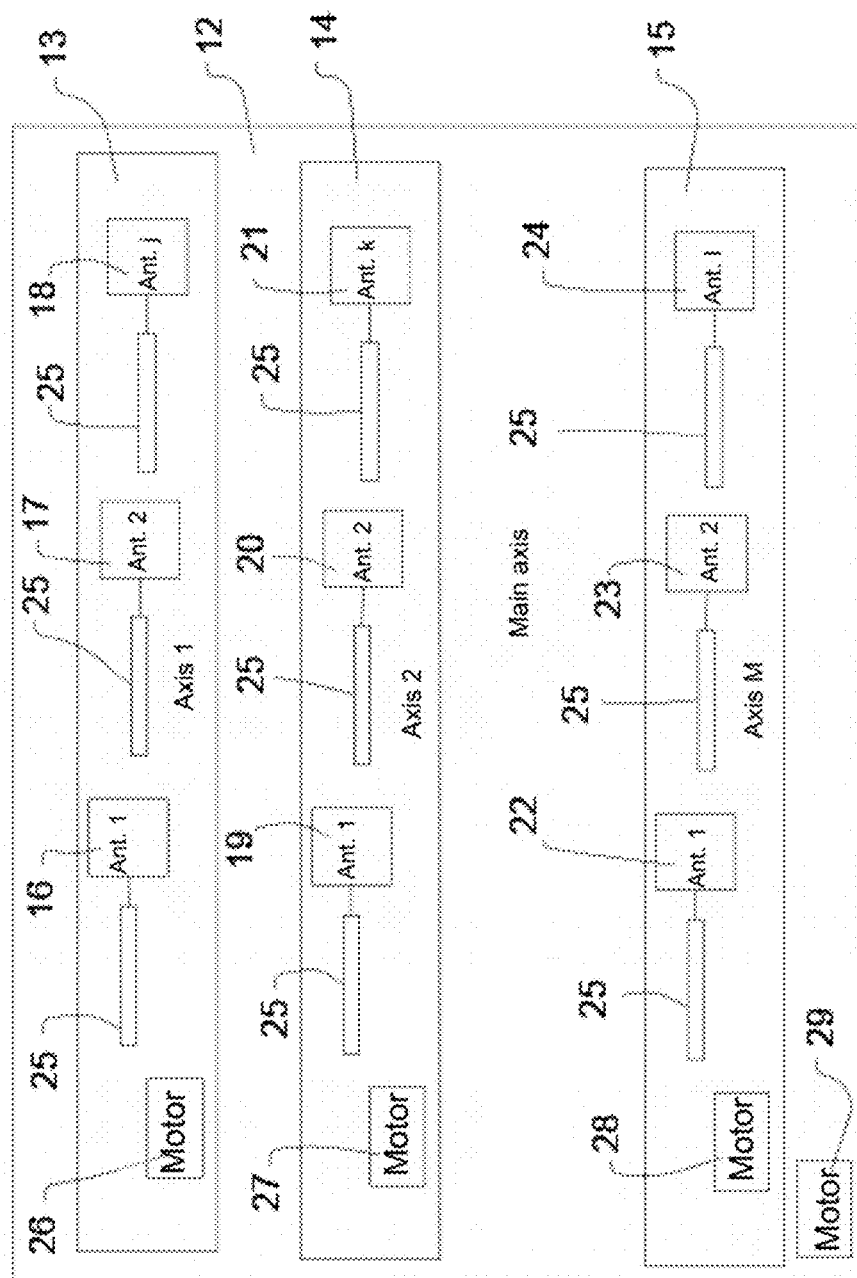 26
25
16
25
17
25
18
13
Motor
Ant. 1
Ant. 2
Ant. j
Axis 1
12
27
25
19
25
20
25
21
14
Motor
Ant. 1
Ant. 2
Ant. k
Axis 2
Main axis
28
25
22
25
23
25
24
15
Motor
Ant. 1
Ant. 2
Ant. l
Axis M
Motor
29